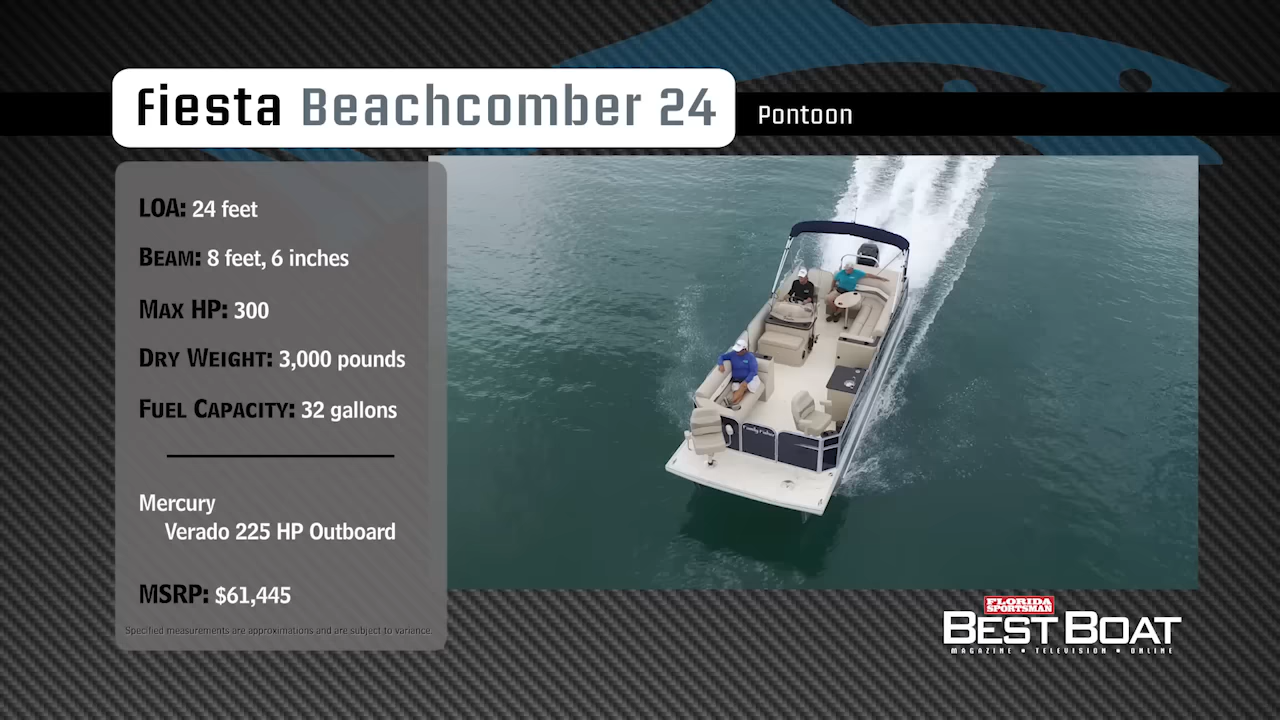 Fiesta Beachcomber 24
Pontoon
LOA: 24 feet
BEAM: 8 feet, 6 inches
MAX HP: 300
DRY WEIGHT: 3,000 pounds
FUEL CAPACITY: 32 gallons
Mercury
Verado 225 HP Outboard
MSRP: $61,445
Specified measurements are approximations and are subject to variance.
Family Fisher
FLORIDA
SPORTSMAN
BEST BOAT
MAGAZINE • TELEVISION • ONLINE